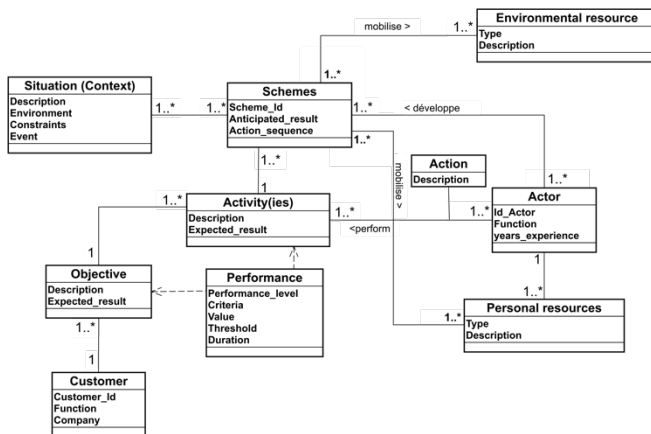 Environmental resource
Type
Description
mobilise >
1..*
1..*
Situation (Context)
Description
Environment
Constraints
Event
1..*
1..*
Schemes
Scheme_Id
Anticipated_result
Action_sequence
1..*
1..*
< développe
1..*
1
mobilise >
Action
Description
1..*
Activity(ies)
Description
Expected_result
1..*
<perform
1..*
1..*
Actor
Id_Actor
Function
years_experience
1
1
1..*
Objective
Description
Expected_result
Performance
Performance_level
Criteria
Value
Threshold
Duration
1..*
Personal resources
Type
Description
1..*
1
Customer
Customer_Id
Function
Company